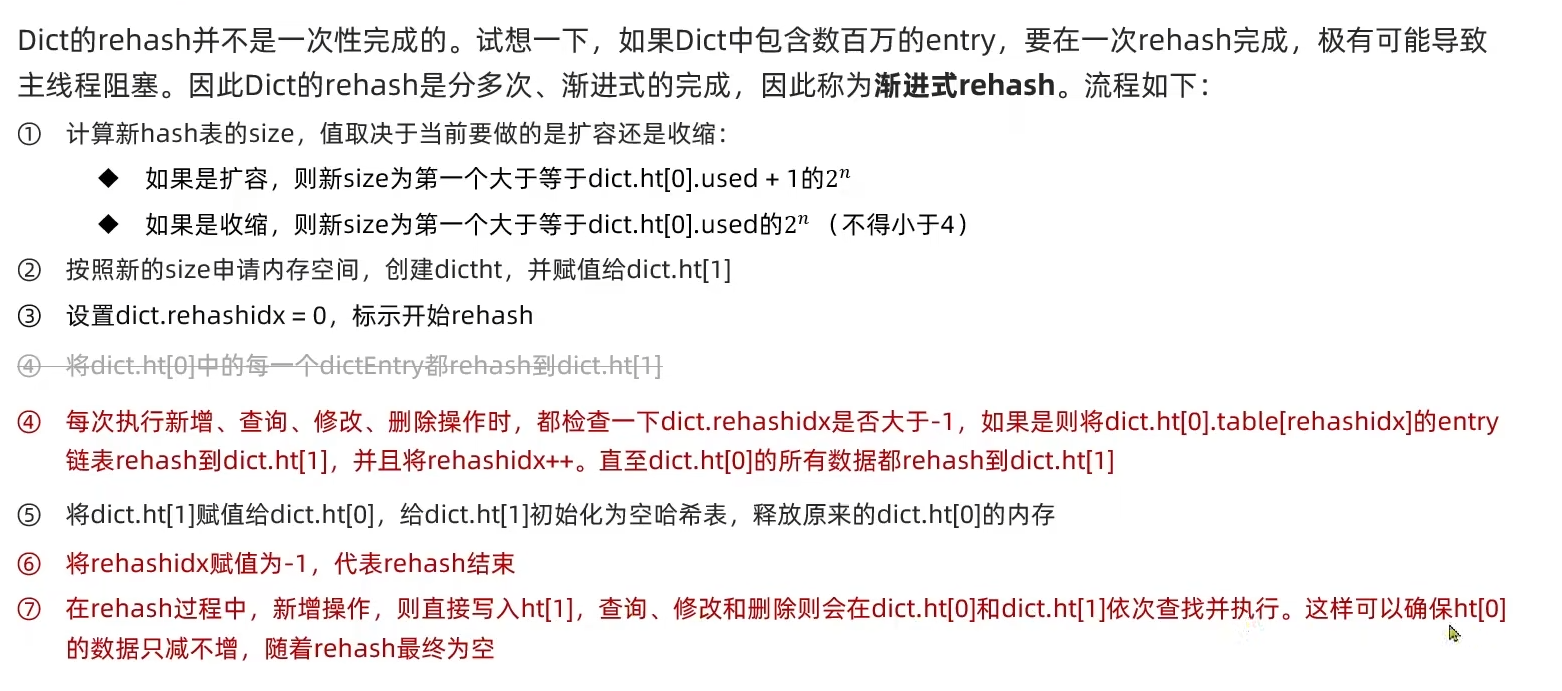 Dict的rehash并不是一次性完成的。试想一下，如果Dict中包含数百万的entry，要在一次rehash完成，极有可能导致
主线程阻塞。因此Dict的rehash是分多次、渐进式的完成，因此称为渐进式rehash。流程如下：
① 计算新hash表的size，值取决于当前要做的是扩容还是收缩：
◆ 如果是扩容，则新size为第一个大于等于dict.ht[0].used + 1的2ⁿ
◆ 如果是收缩，则新size为第一个大于等于dict.ht[0].used的2ⁿ（不得小于4）
② 按照新的size申请内存空间，创建dictht，并赋值给dict.ht[1]
③ 设置dict.rehashidx = 0，标示开始rehash
④ 将dict.ht[0]中的每一个dictEntry都rehash到dict.ht[1]
④ 每次执行新增、查询、修改、删除操作时，都检查一下dict.rehashidx是否大于-1，如果是则将dict.ht[0].table[rehashidx]的entry
链表rehash到dict.ht[1]，并且将rehashidx++。直至dict.ht[0]的所有数据都rehash到dict.ht[1]
⑤ 将dict.ht[1]赋值给dict.ht[0]，给dict.ht[1]初始化为空哈希表，释放原来的dict.ht[0]的内存
⑥ 将rehashidx赋值为-1，代表rehash结束
⑦ 在rehash过程中，新增操作，则直接写入ht[1]，查询、修改和删除则会在dict.ht[0]和dict.ht[1]依次查找并执行。这样可以确保ht[0]
的数据只减不增，随着rehash最终为空